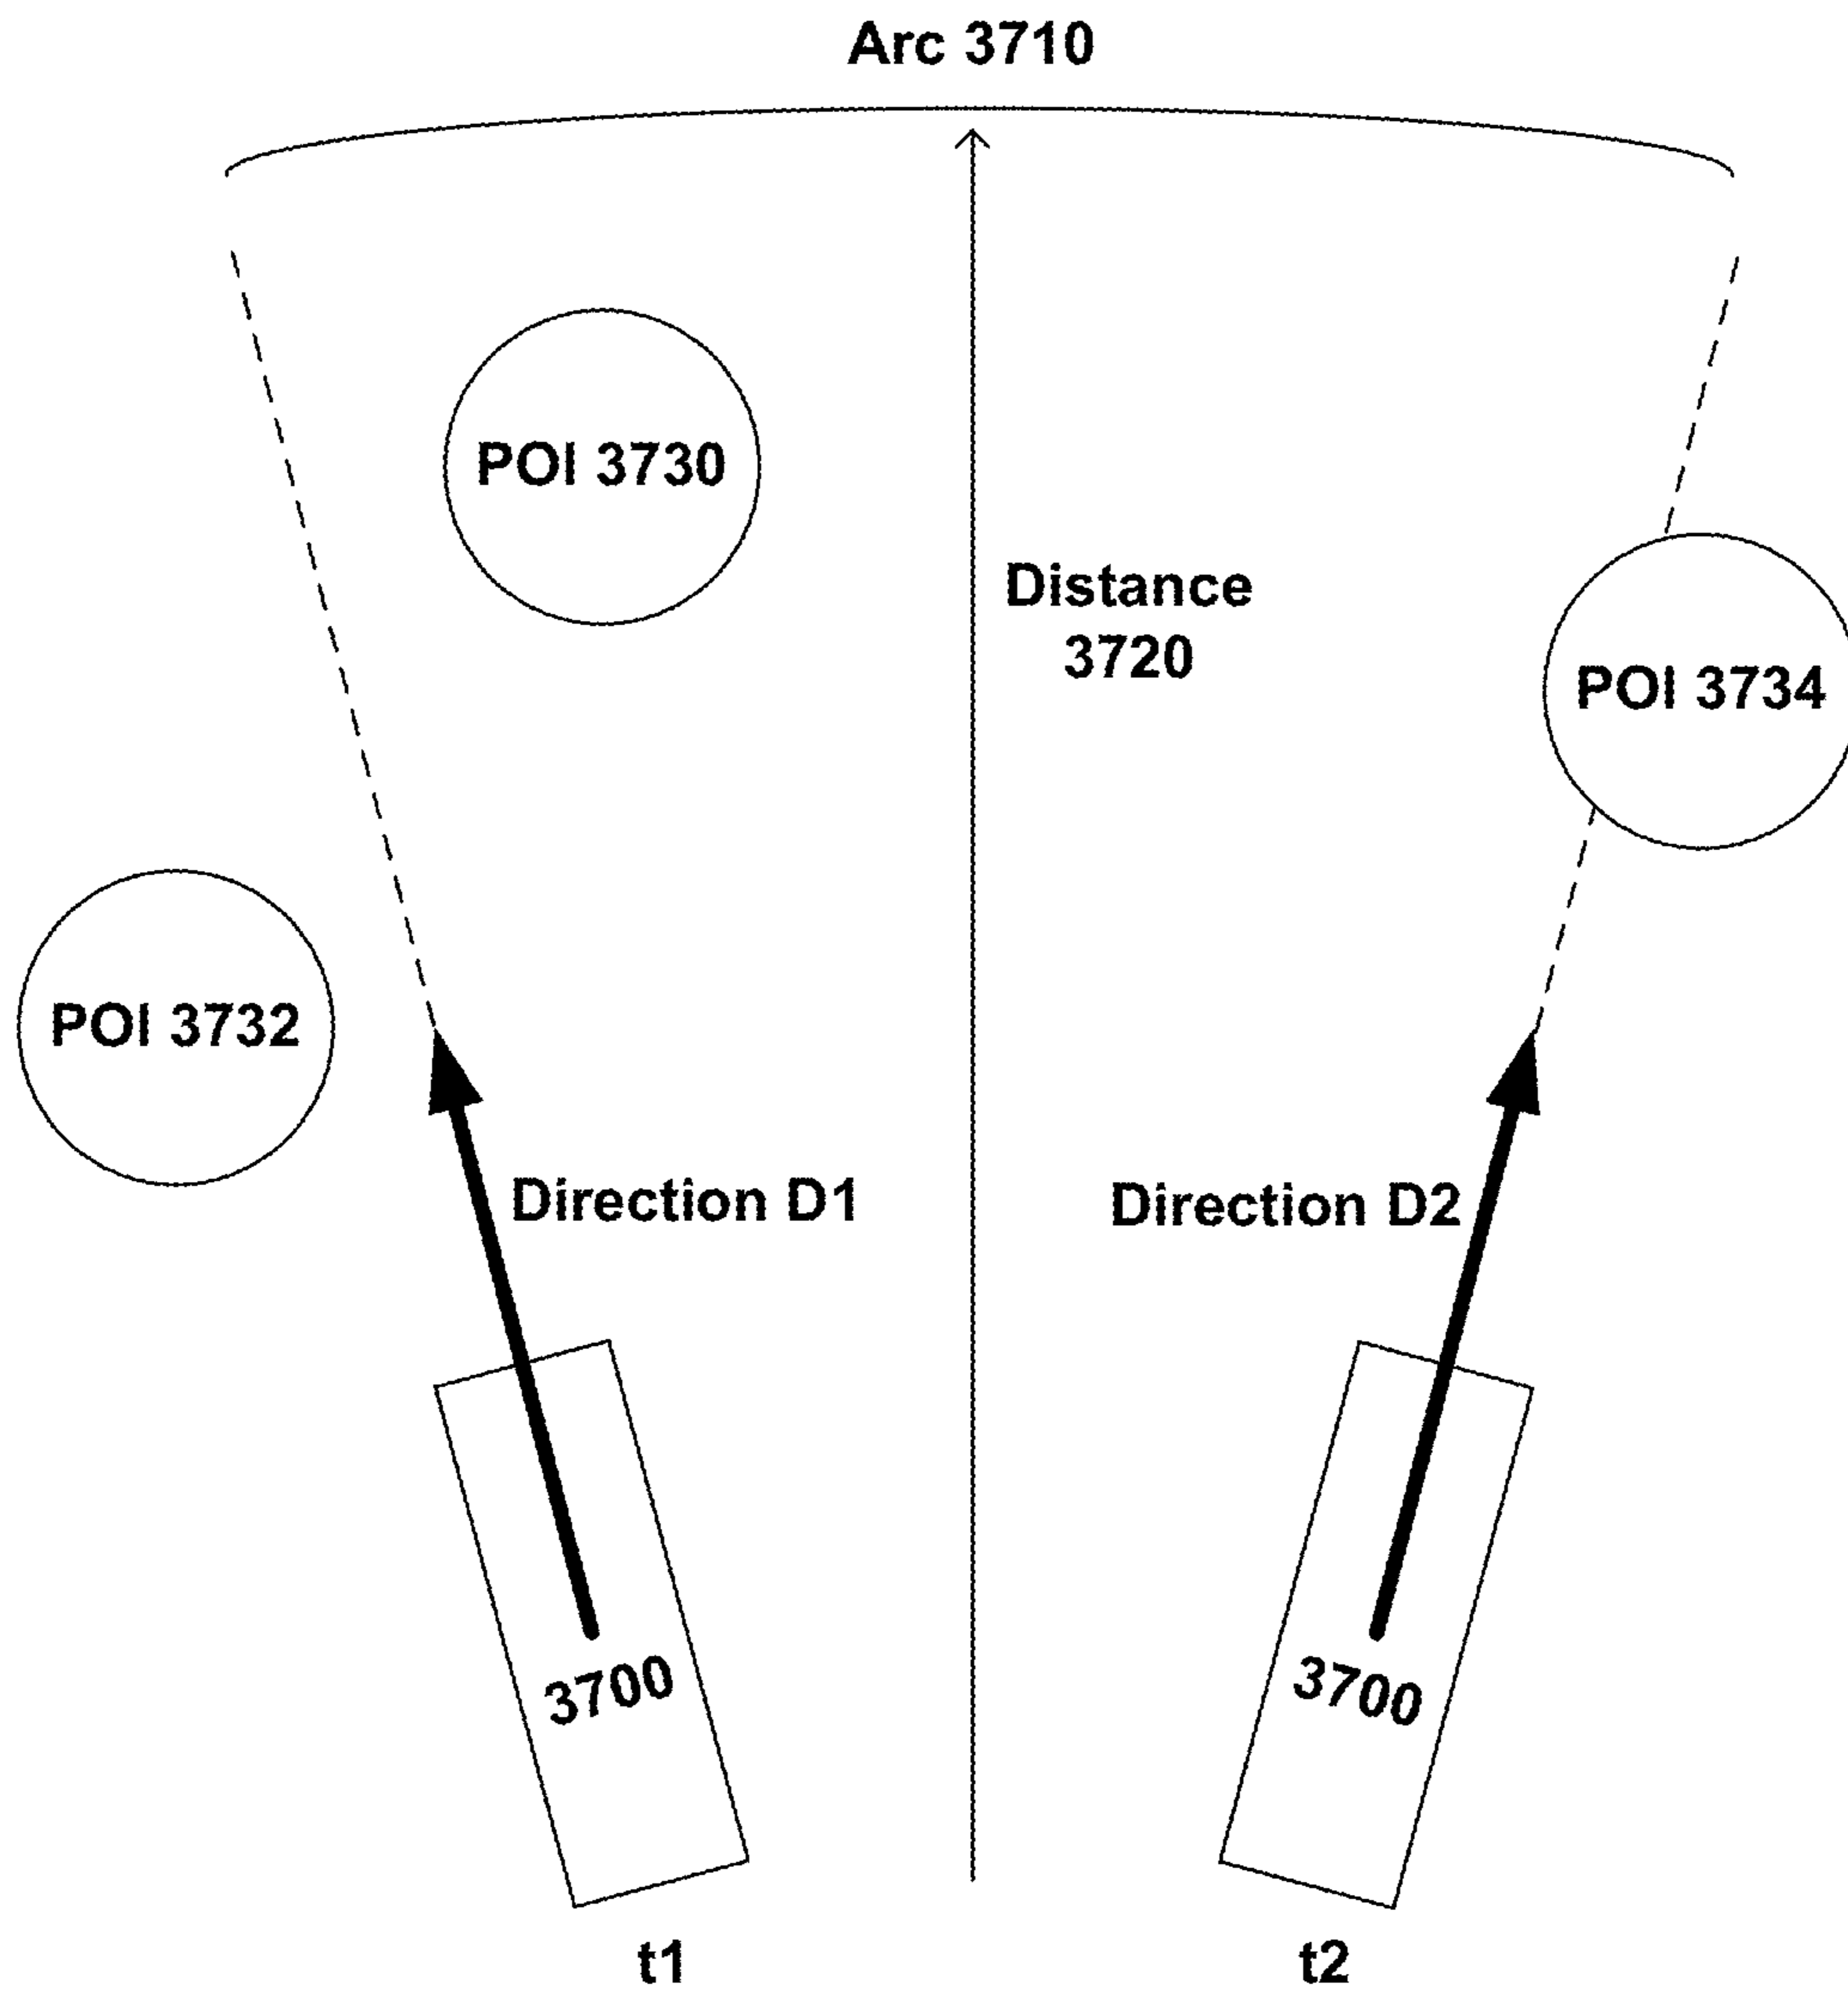 Arc 3710
POI 3730
Distance
3720
POI 3734
POI 3732
Direction D1
Direction D2
3700
3700
t1
t2